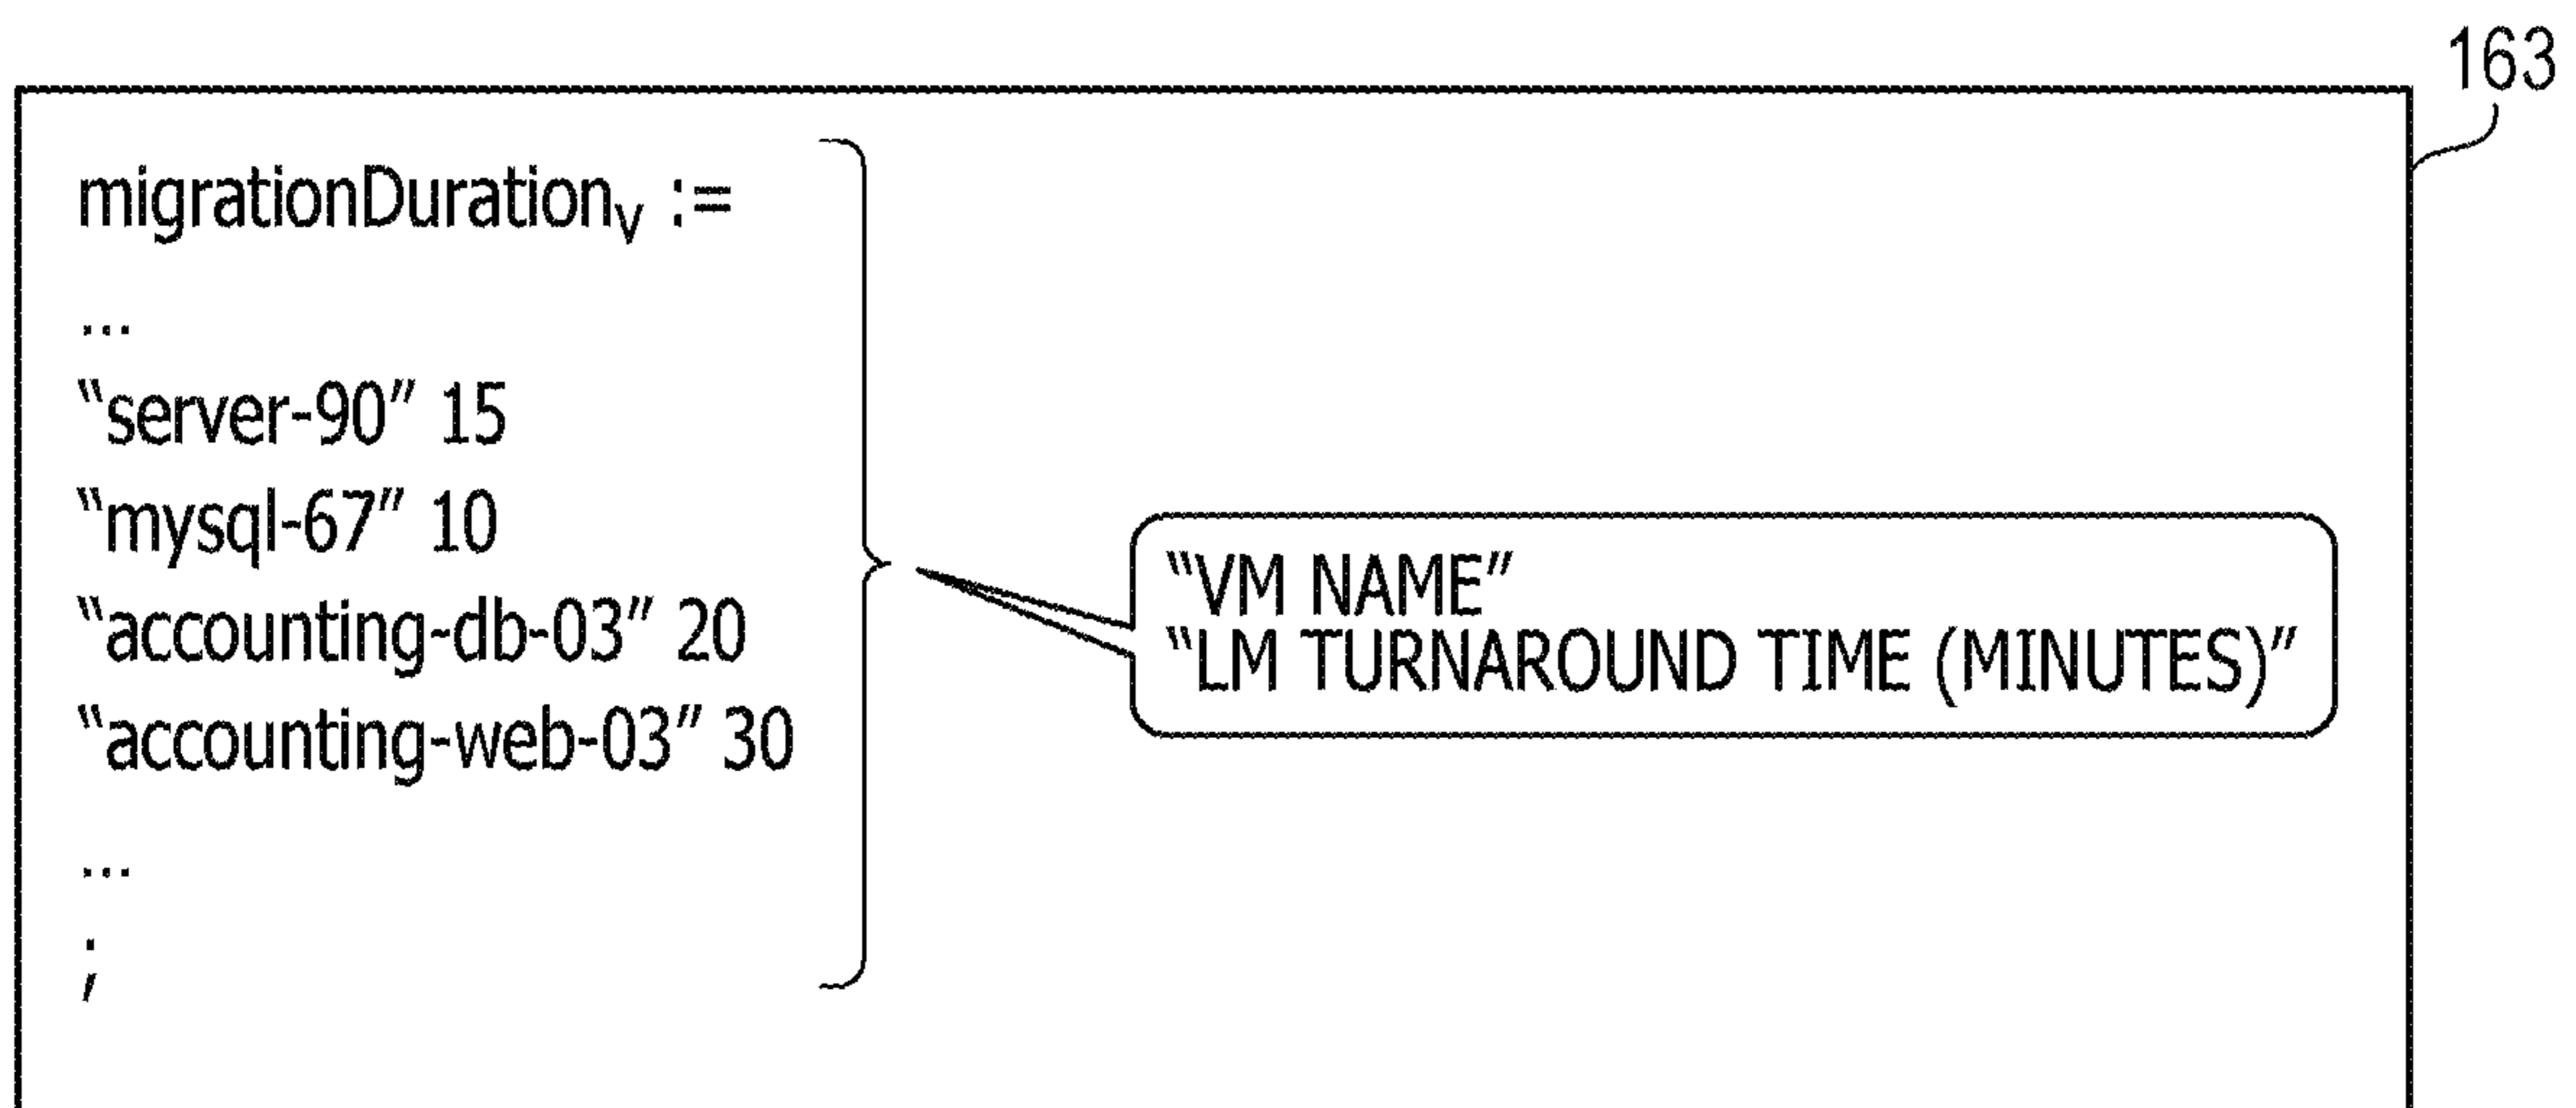 163
migrationDurationv :=
...
“server-90” 15
“mysql-67” 10
“accounting-db-03” 20
“accounting-web-03” 30
...
;
“VM NAME”
“LM TURNAROUND TIME (MINUTES)”